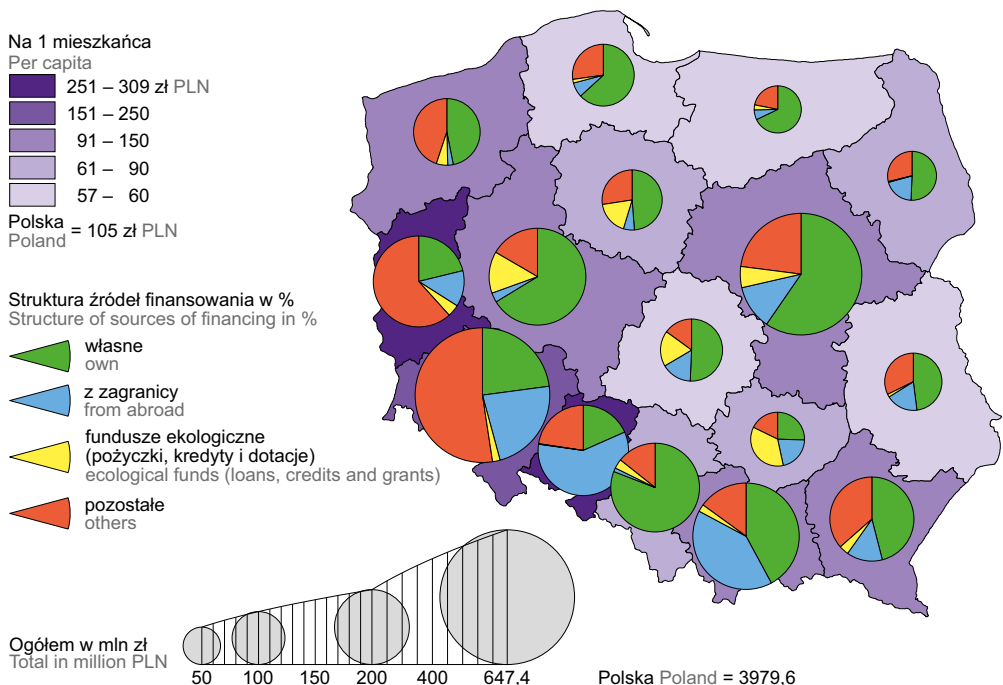 Na 1 mieszkańca
Per capita
251 – 309 zł PLN
151 – 250
91 – 150
61 – 90
57 – 60
Polska
Poland = 105 zł PLN
Struktura źródeł finansowania w %
Structure of sources of financing in %
własne
own
z zagranicy
from abroad
fundusze ekologiczne
(pożyczki, kredyty i dotacje)
ecological funds (loans, credits and grants)
pozostałe
others
Ogółem w mln zł
Total in million PLN
50 100 150 200 400 647,4
Polska Poland = 3979,6